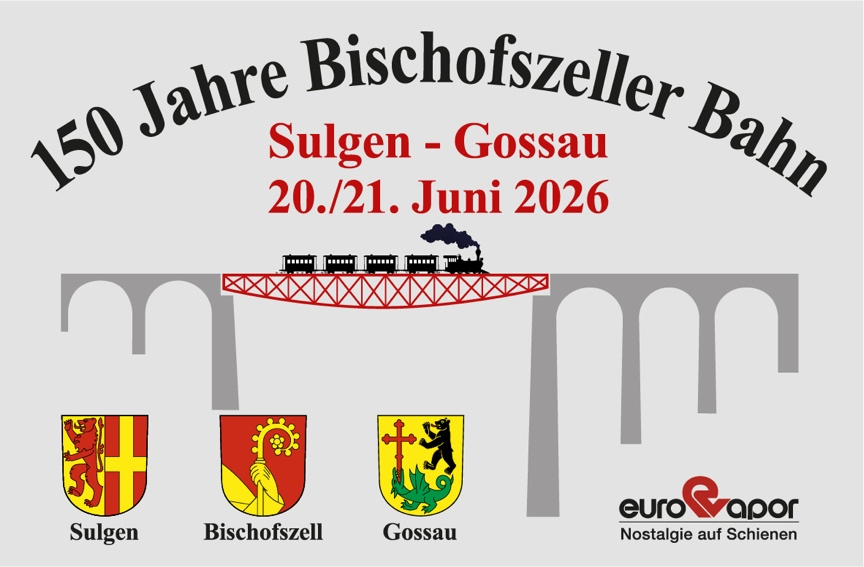 150 Jahre Bischofszeller Bahn
Sulgen - Gossau
20./21. Juni 2026
Sulgen
Bischofszell
Gossau
eurovapor
Nostalgie auf Schienen